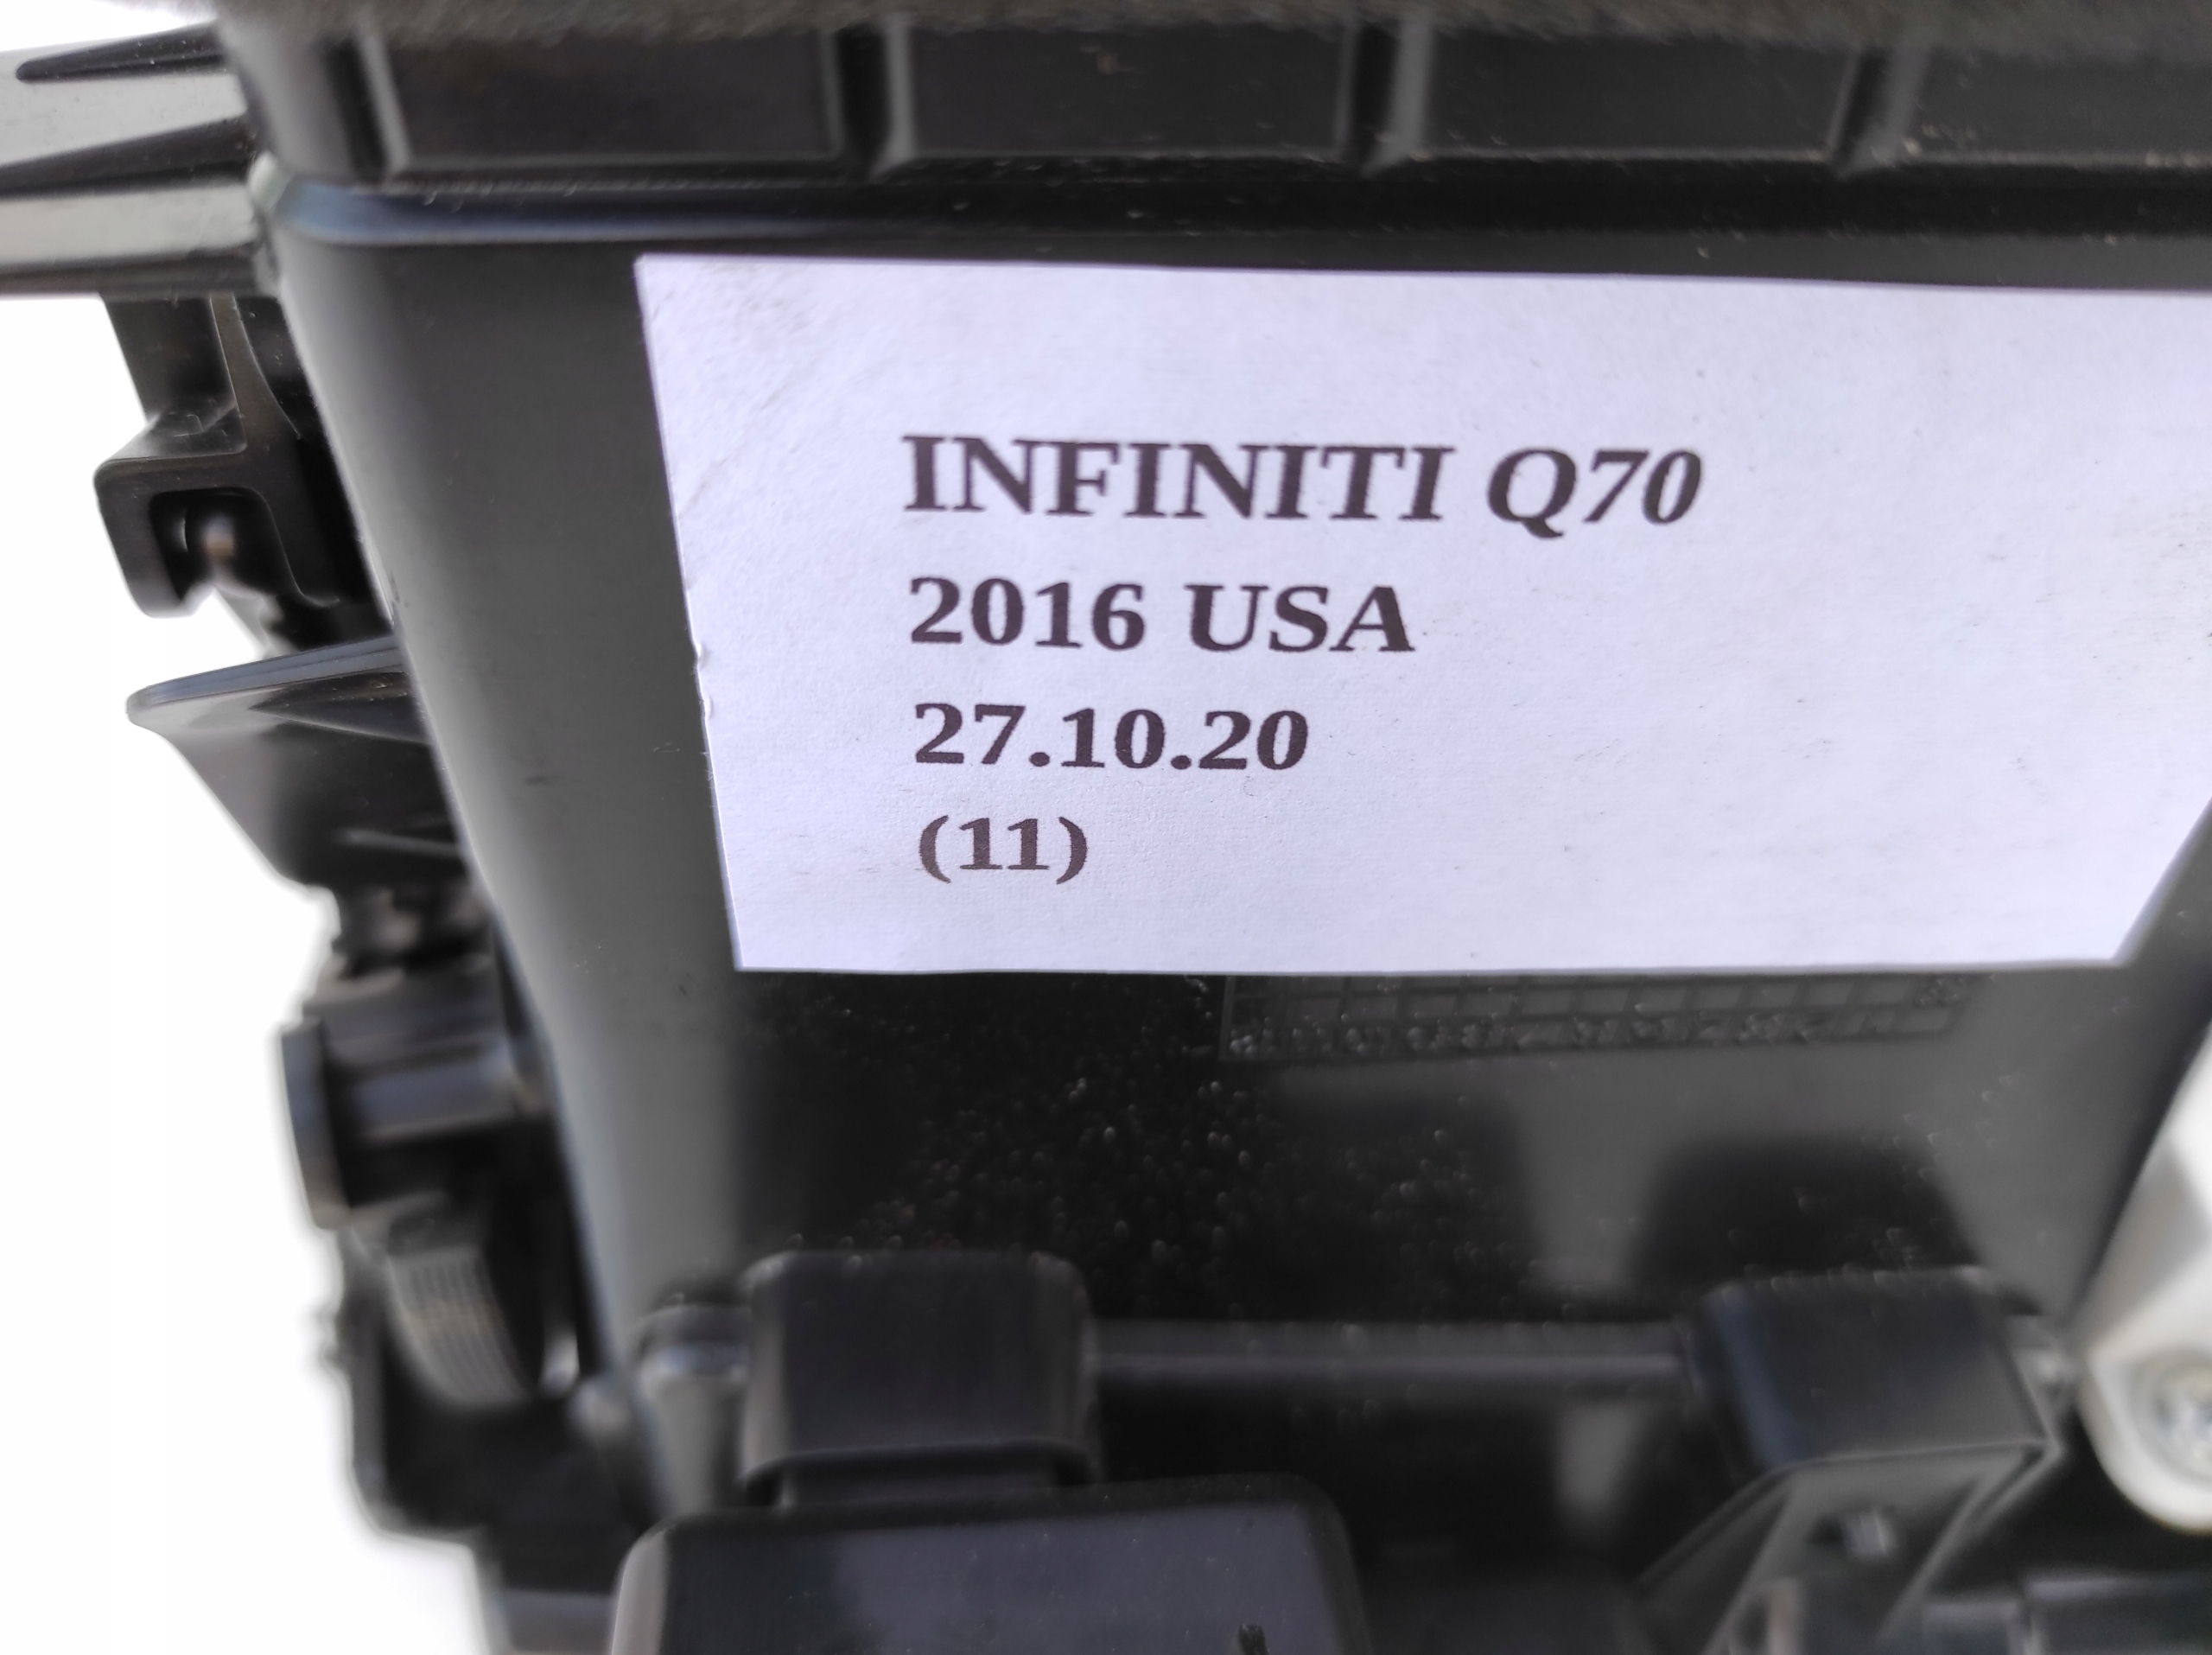 INFINITI Q70
2016 USA
27.10.20
(11)